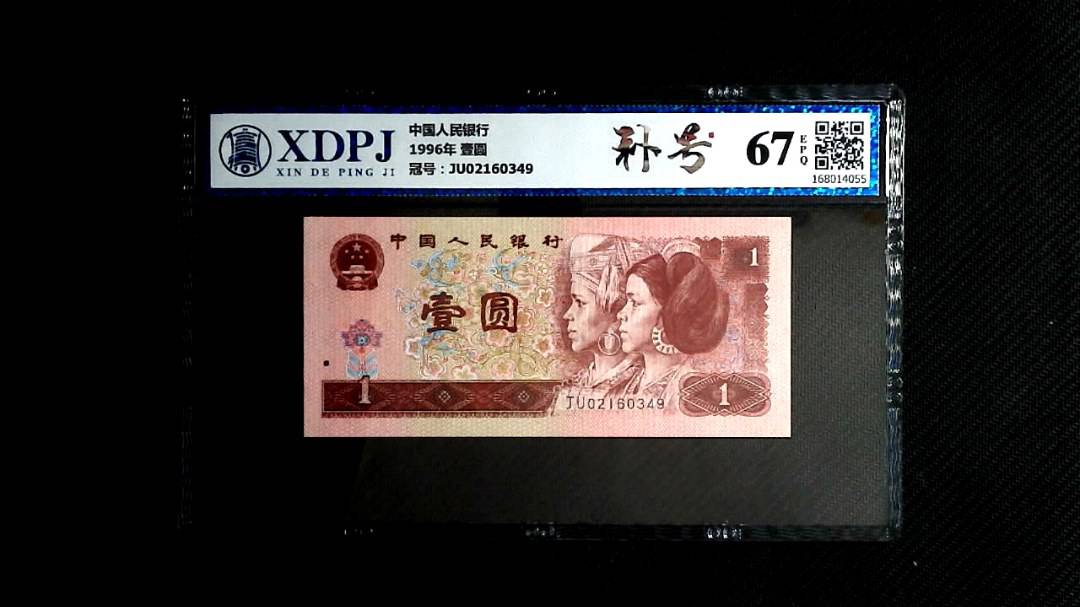 XDPJ
XIN DE PING JI
中国人民银行
1996年 壹圆
冠号：JU02160349
补号
67
EPQ
168014055
中国人民银行
1
壹圆
1
JU02160349
1